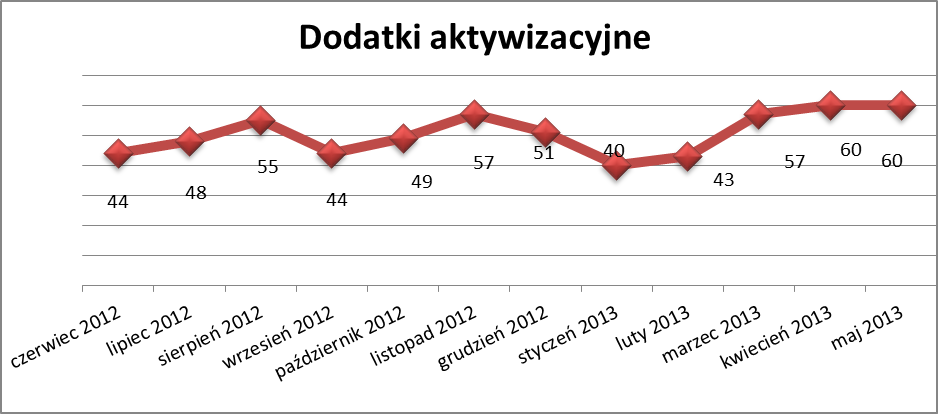 Dodatki aktywizacyjne
44
48
55
44
49
57
51
40
43
57
60
60
czerwiec 2012
lipiec 2012
sierpień 2012
wrzesień 2012
październik 2012
listopad 2012
grudzień 2012
styczeń 2013
luty 2013
marzec 2013
kwiecień 2013
maj 2013